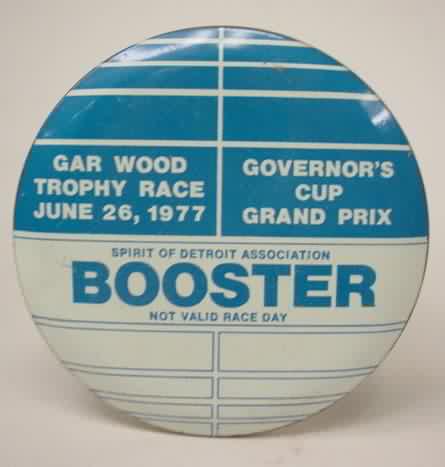 GAR WOOD
TROPHY RACE
JUNE 26, 1977
GOVERNOR'S
CUP
GRAND PRIX
SPIRIT OF DETROIT ASSOCIATION
BOOSTER
NOT VALID RACE DAY